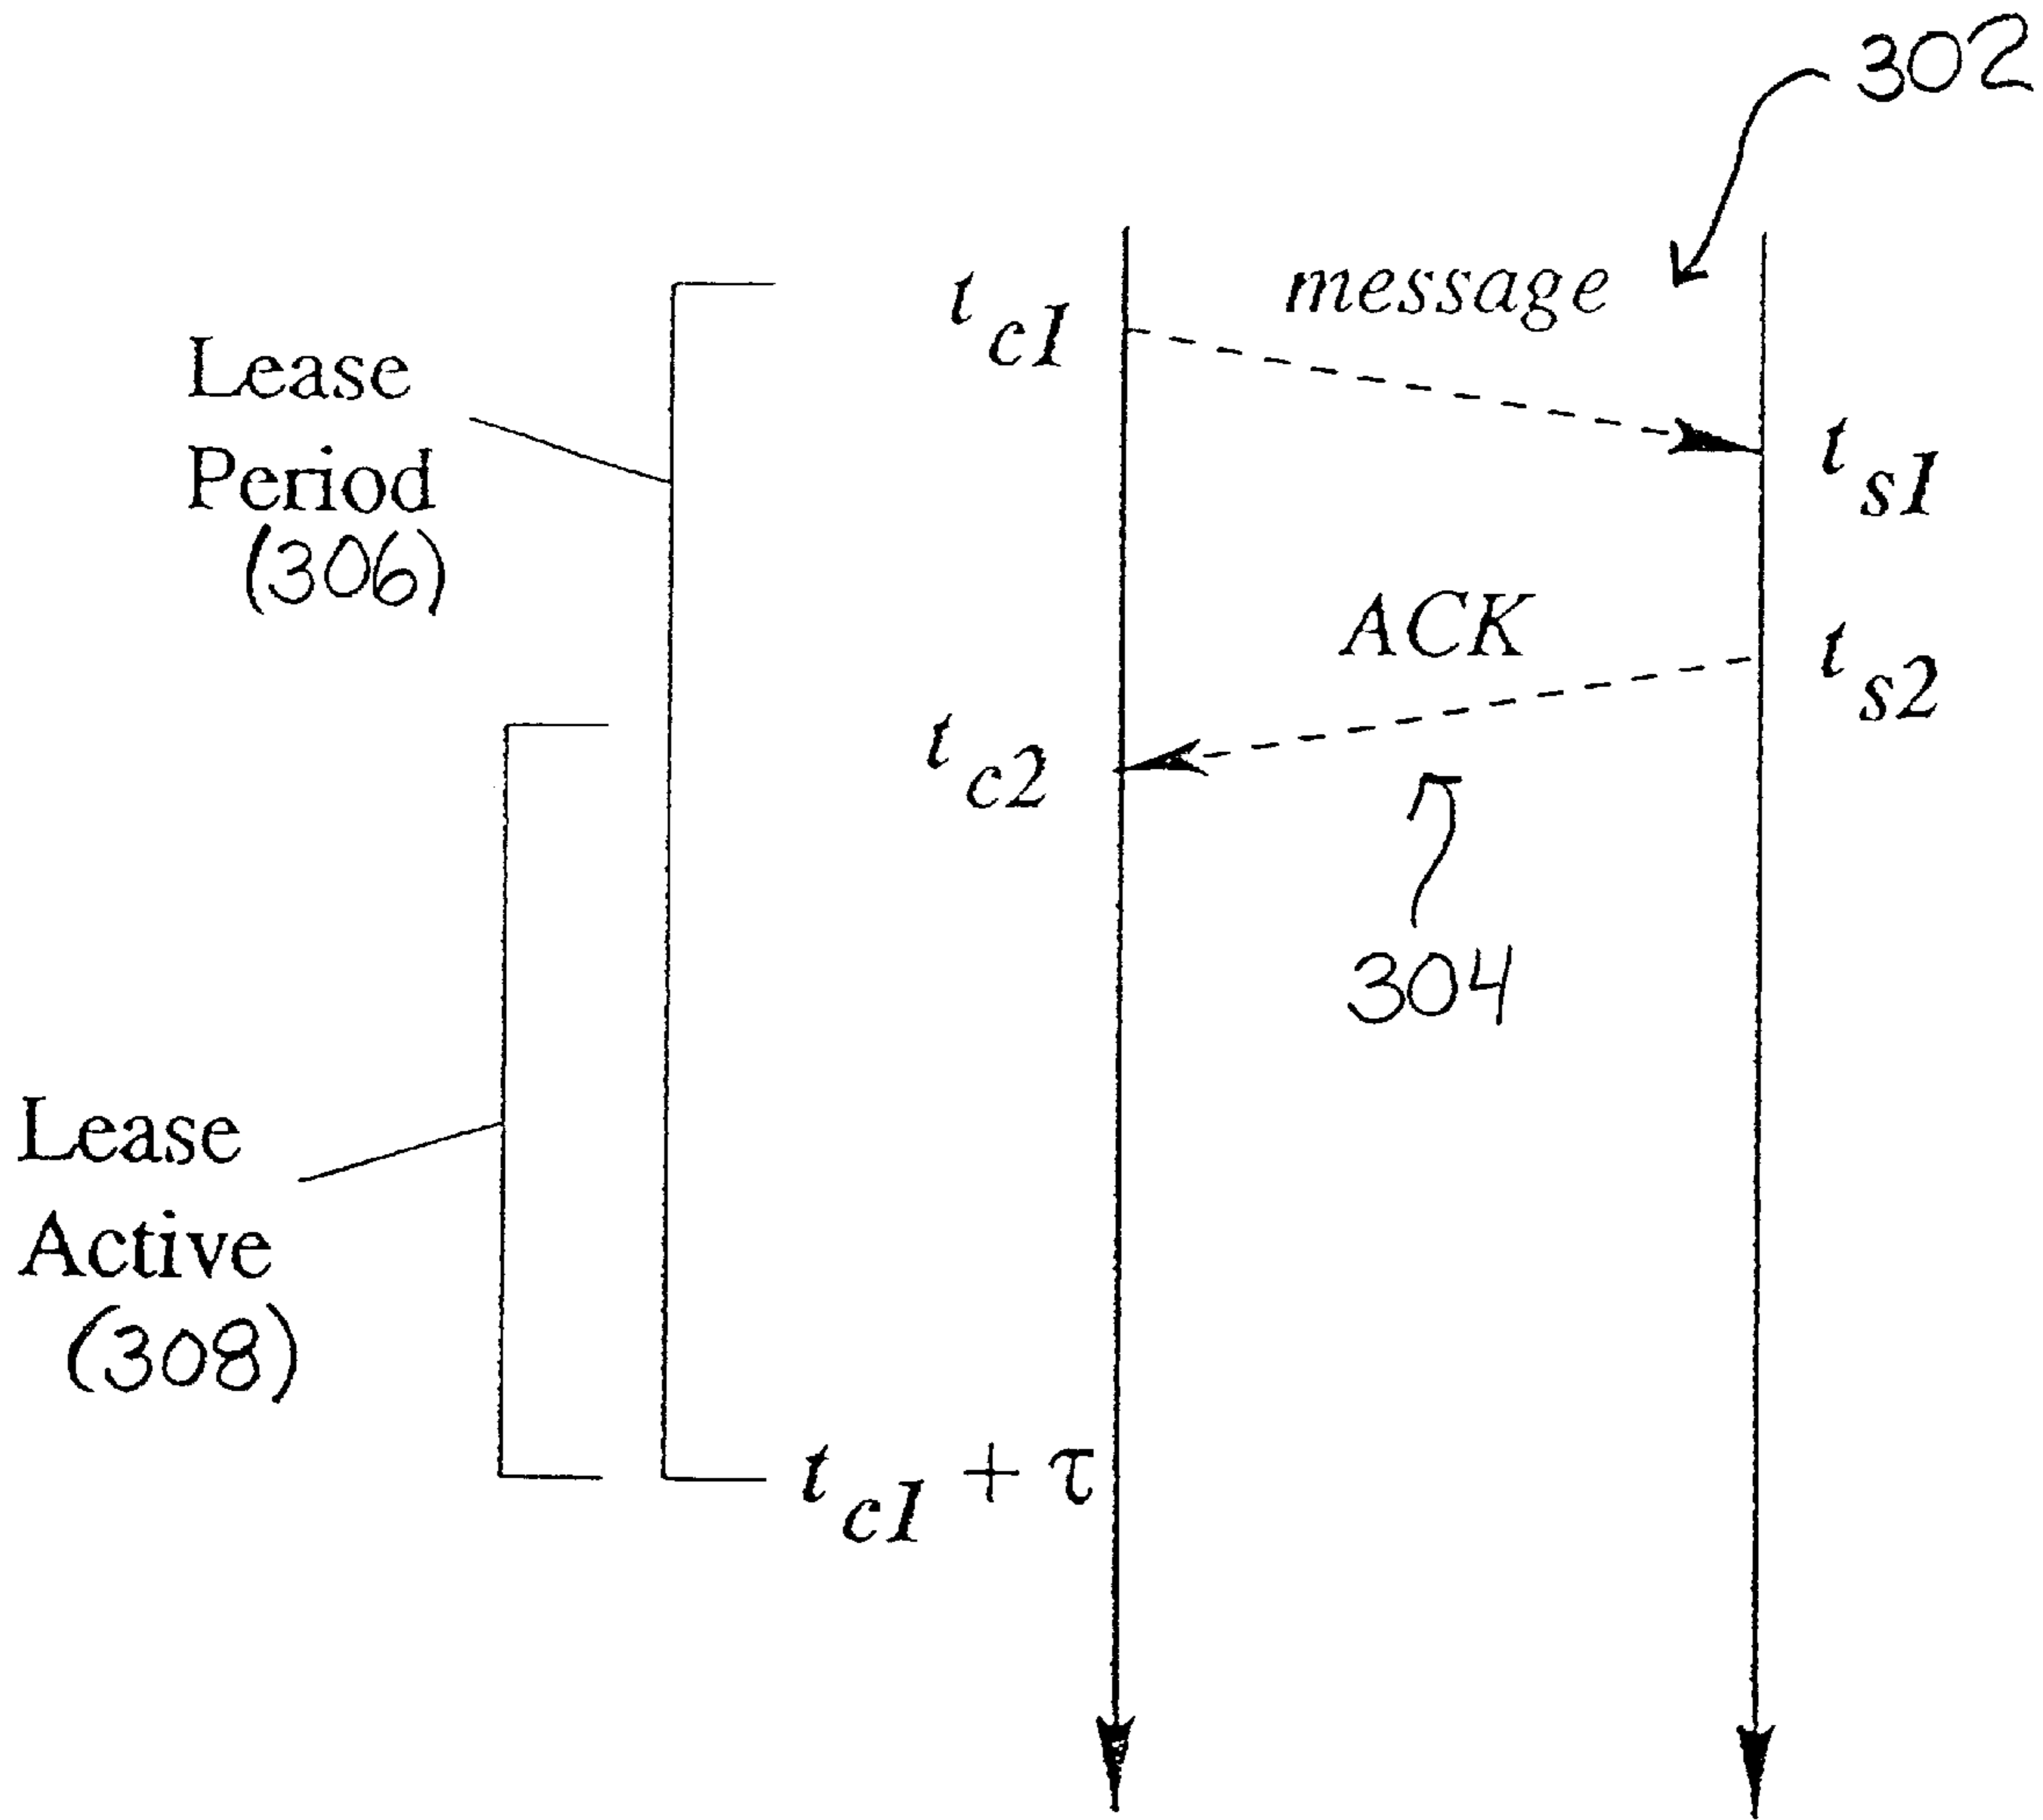 302
message
t c1
Lease
Period
(306)
t s1
ACK
t s2
t c2
304
Lease
Active
(308)
t c1 + τ